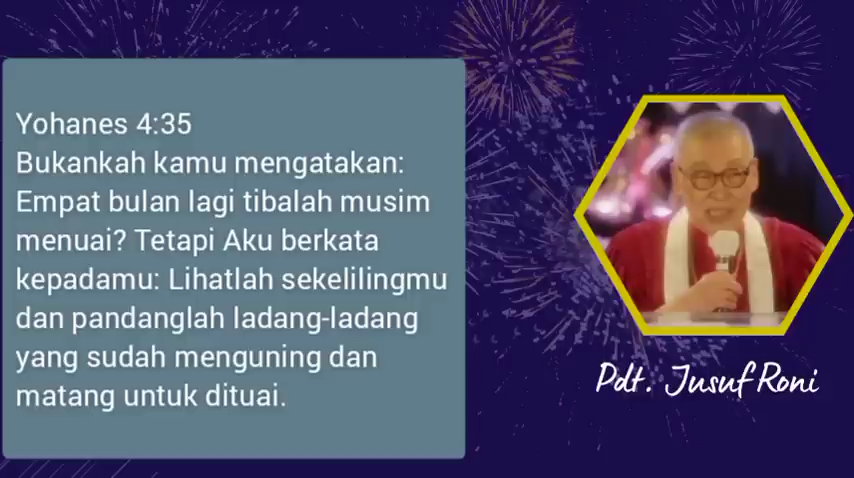 Yohanes 4:35
Bukankah kamu mengatakan:
Empat bulan lagi tibalah musim
menuai? Tetapi Aku berkata
kepadamu: Lihatlah sekelilingmu
dan pandanglah ladang-ladang
yang sudah menguning dan
matang untuk dituai.
Pdt. Jusuf Roni